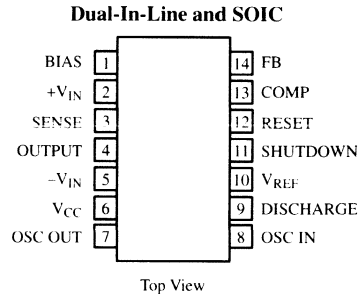 Dual-In-Line and SOIC
BIAS 1 14 FB
+VIN 2 13 COMP
SENSE 3 12 RESET
OUTPUT 4 11 SHUTDOWN
–VIN 5 10 VREF
VCC 6 9 DISCHARGE
OSC OUT 7 8 OSC IN
Top View